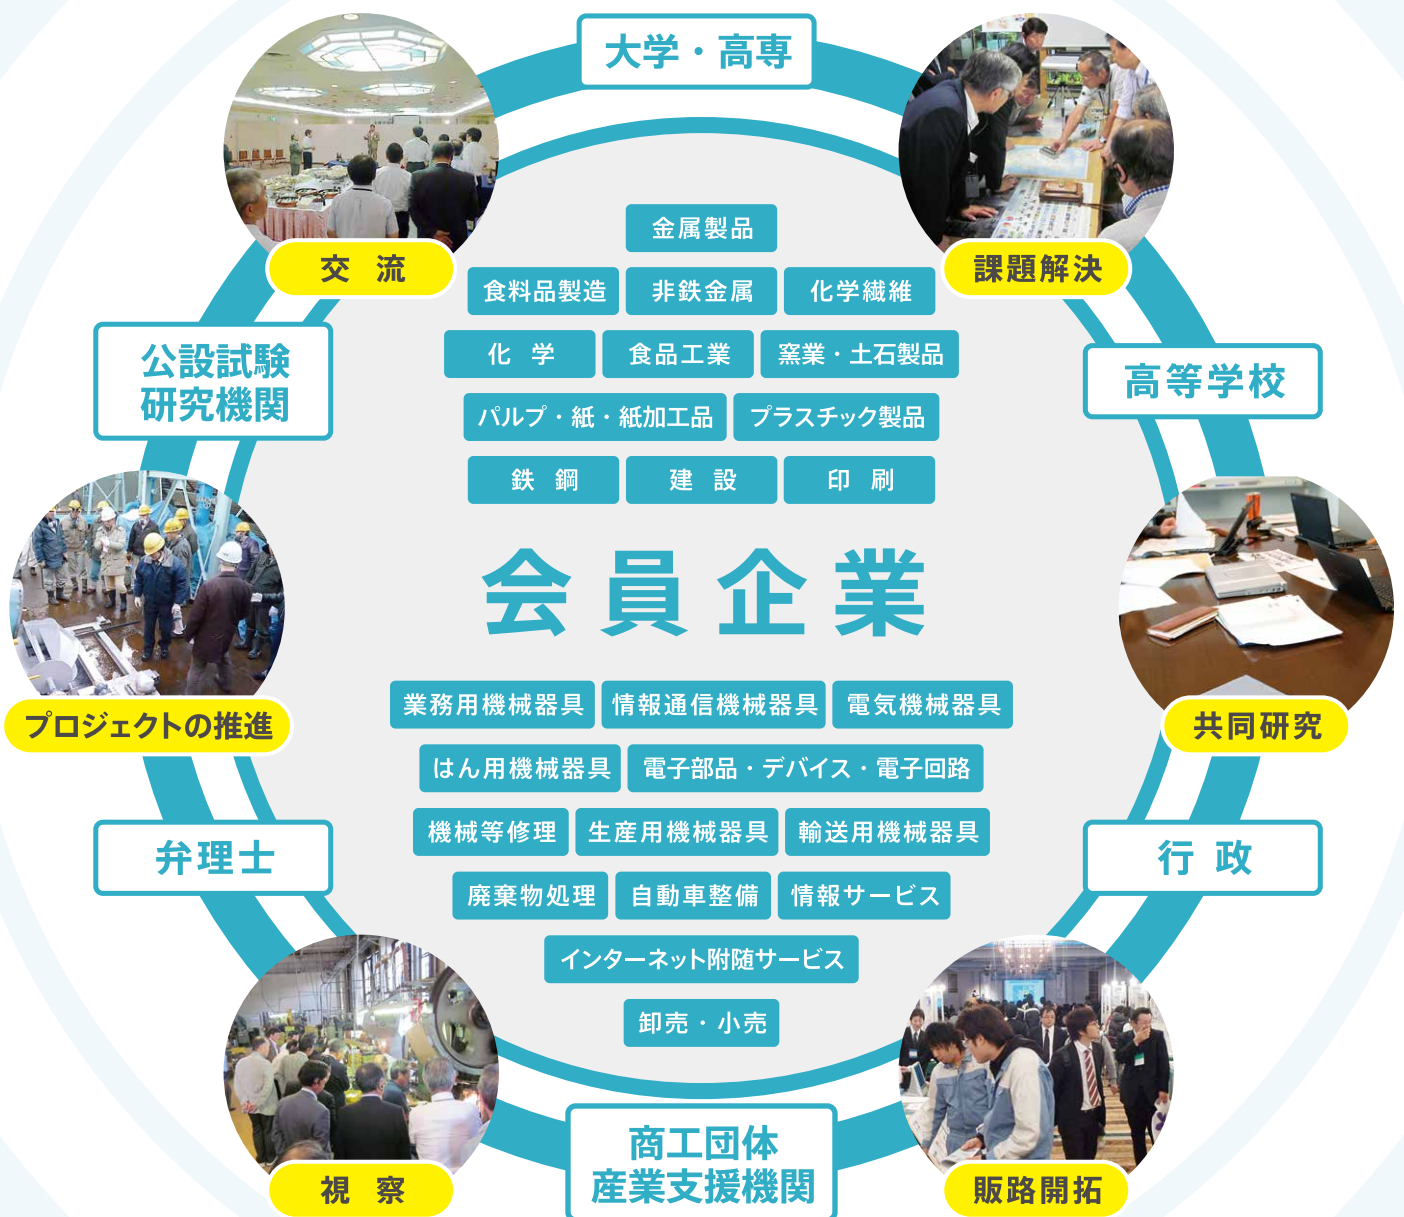 大学・高専
交 流
課題解決
金属製品
食料品製造 非鉄金属 化学繊維
化 学 食品工業 窯業・土石製品
パルプ・紙・紙加工品 プラスチック製品
鉄 鋼 建 設 印 刷
公設試験
研究機関
高等学校
会員企業
プロジェクトの推進
共同研究
業務用機械器具 情報通信機械器具 電気機械器具
はん用機械器具 電子部品・デバイス・電子回路
機械等修理 生産用機械器具 輸送用機械器具
廃棄物処理 自動車整備 情報サービス
インターネット附随サービス
卸売・小売
弁理士
行 政
視 察
商工団体
産業支援機関
販路開拓